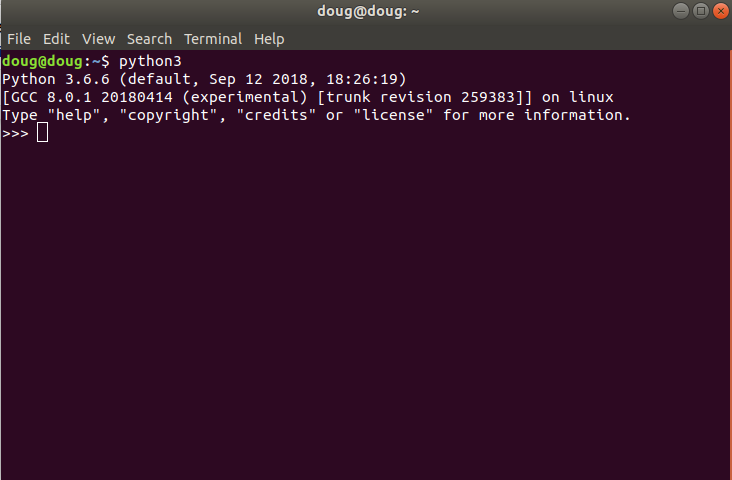 doug@doug: ~
File Edit View Search Terminal Help
doug@doug:~$ python3
Python 3.6.6 (default, Sep 12 2018, 18:26:19)
[GCC 8.0.1 20180414 (experimental) [trunk revision 259383]] on linux
Type "help", "copyright", "credits" or "license" for more information.
>>>